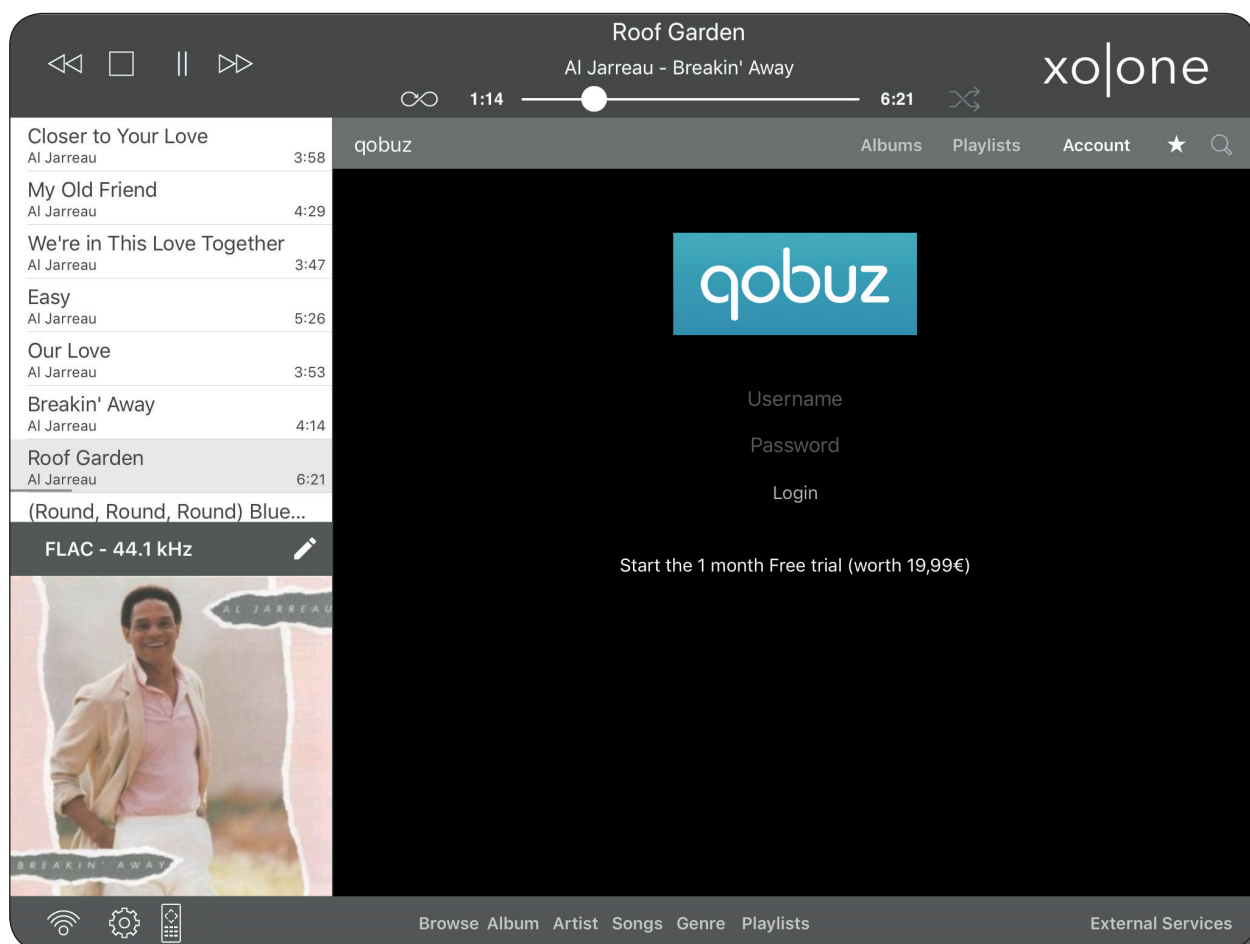 Roof Garden
Al Jarreau - Breakin' Away
xo|one
1:14
6:21
Closer to Your Love
Al Jarreau 3:58
My Old Friend
Al Jarreau 4:29
We're in This Love Together
Al Jarreau 3:47
Easy
Al Jarreau 5:26
Our Love
Al Jarreau 3:53
Breakin' Away
Al Jarreau 4:14
Roof Garden
Al Jarreau 6:21
(Round, Round, Round) Blue...
FLAC - 44.1 kHz
AL JARREAU
BREAKIN' AWAY
qobuz Albums Playlists Account
qobuz
Username
Password
Login
Start the 1 month Free trial (worth 19,99€)
Browse Album Artist Songs Genre Playlists External Services